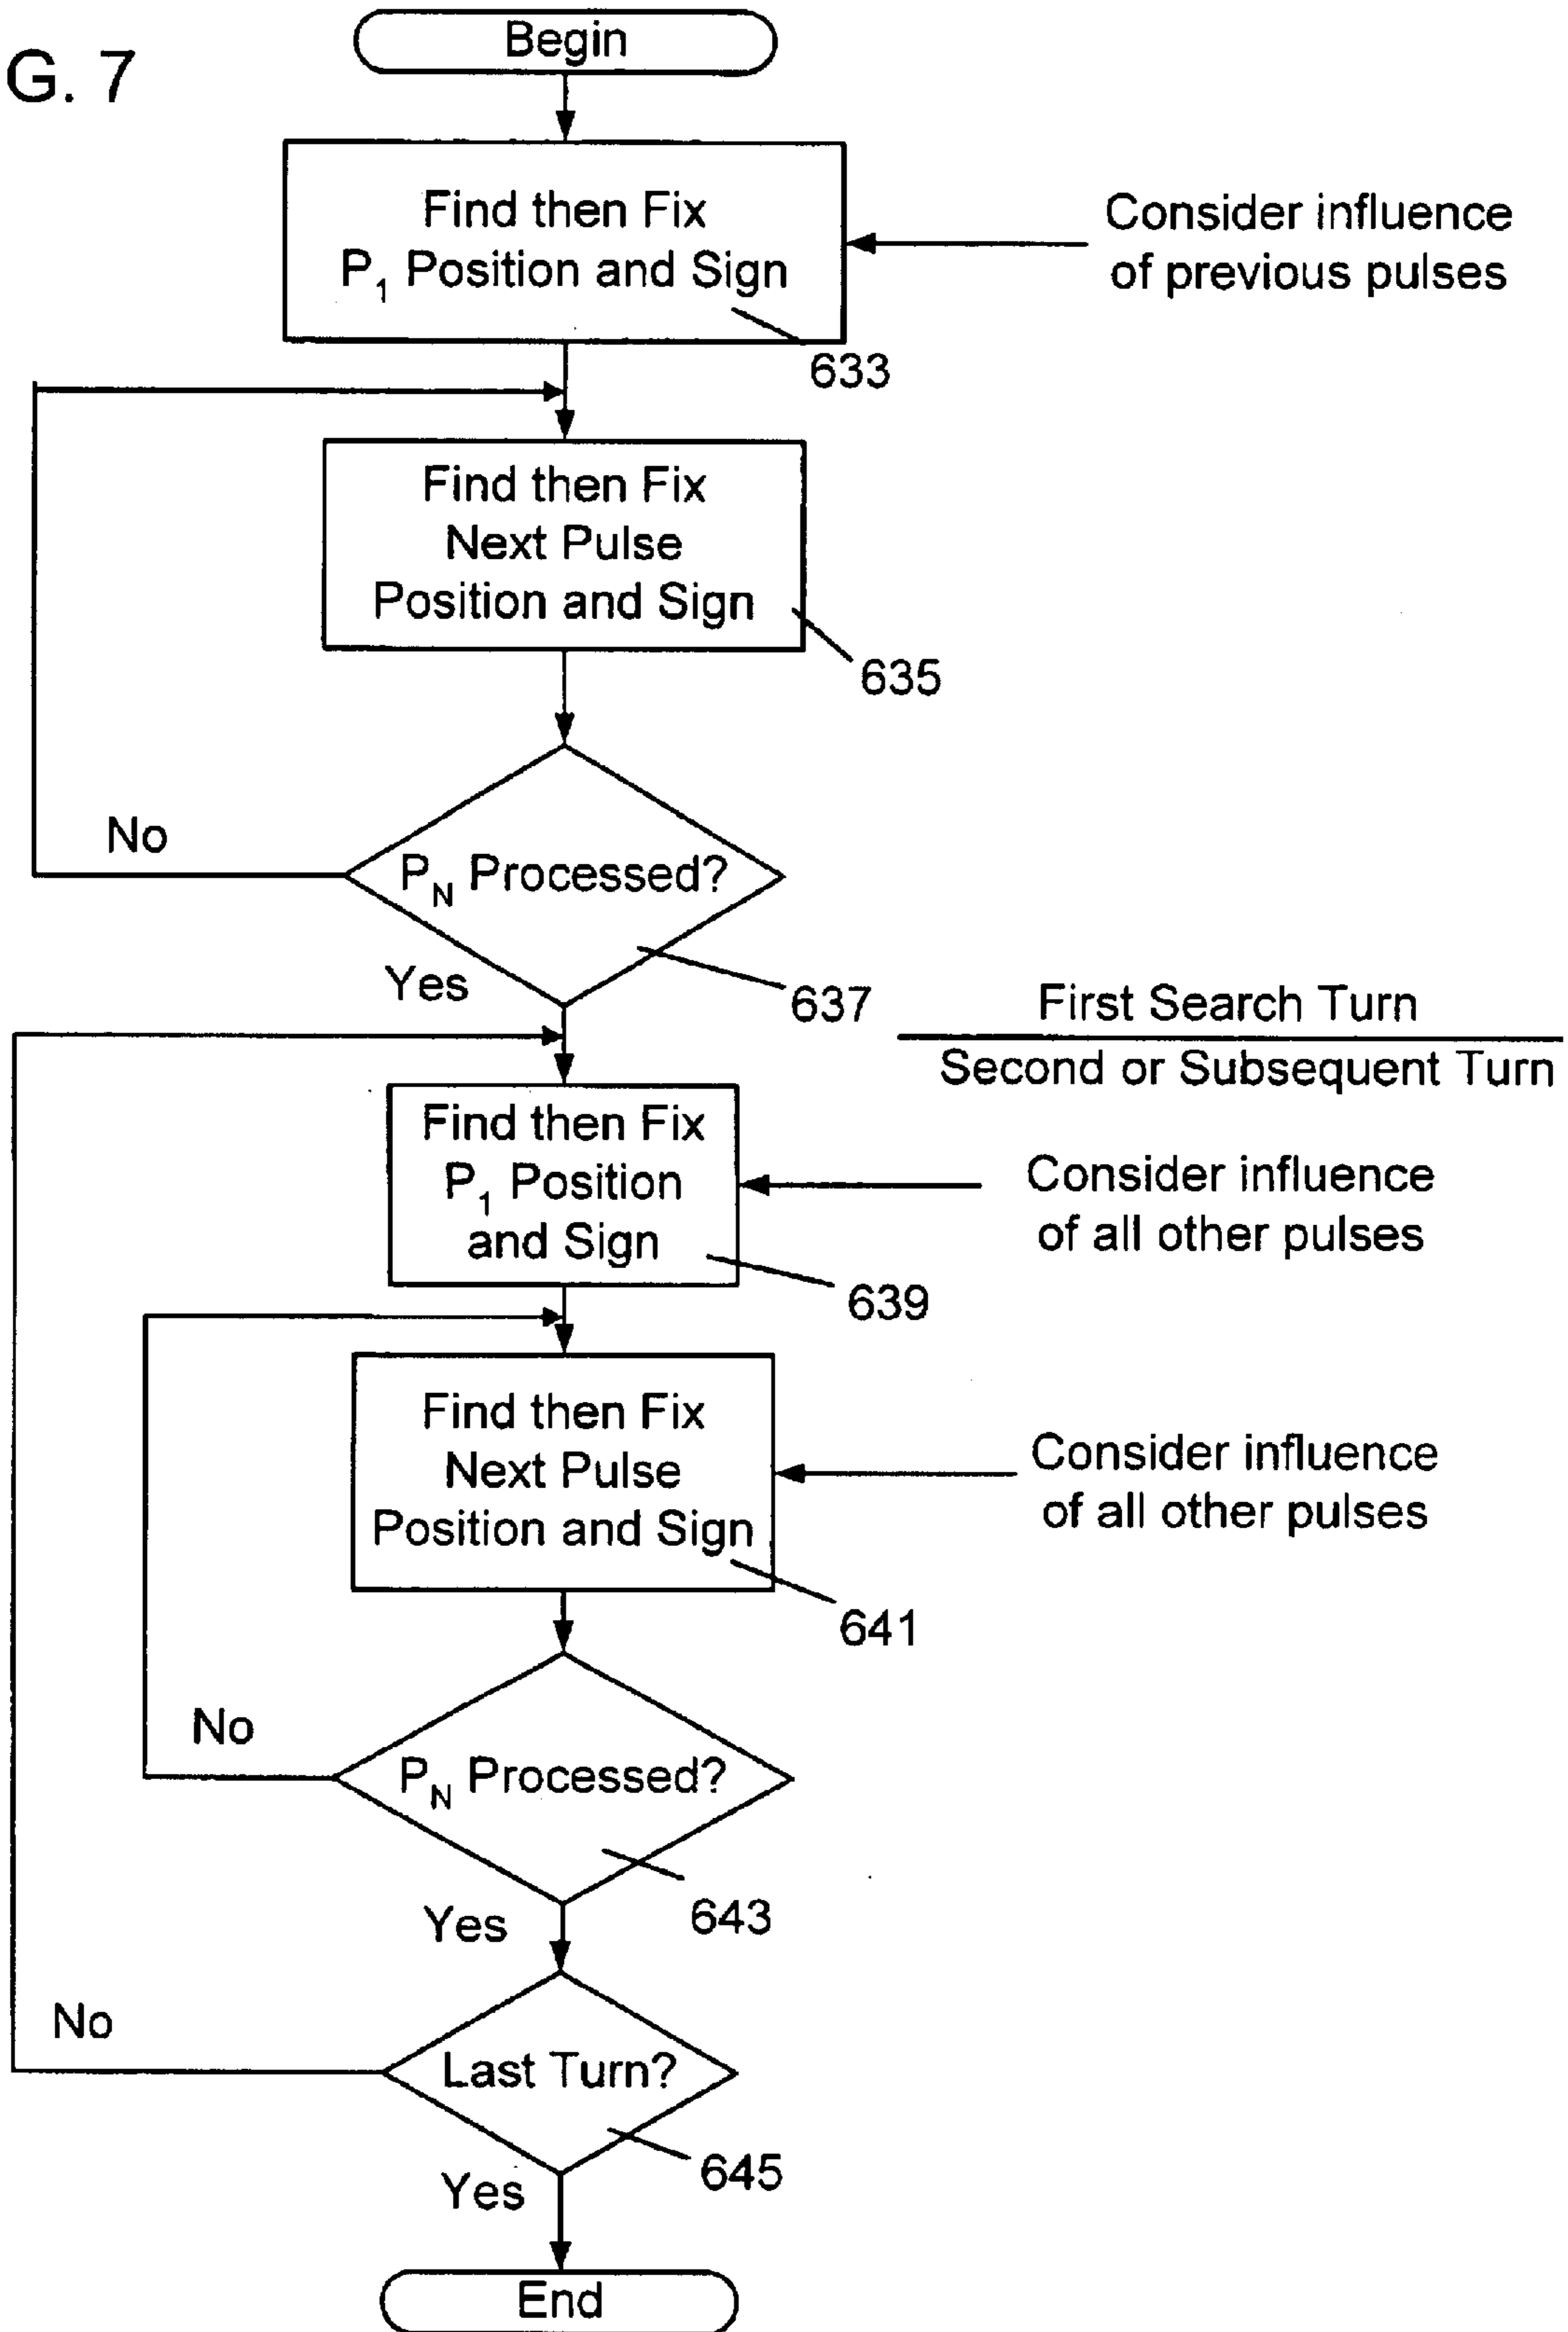 G. 7
Begin
Find then Fix
P1 Position and Sign
Consider influence
of previous pulses
633
Find then Fix
Next Pulse
Position and Sign
635
No
PN Processed?
Yes
637
First Search Turn
Second or Subsequent Turn
Find then Fix
P1 Position
and Sign
Consider influence
of all other pulses
639
Find then Fix
Next Pulse
Position and Sign
Consider influence
of all other pulses
641
No
PN Processed?
Yes
643
No
Last Turn?
Yes
645
End